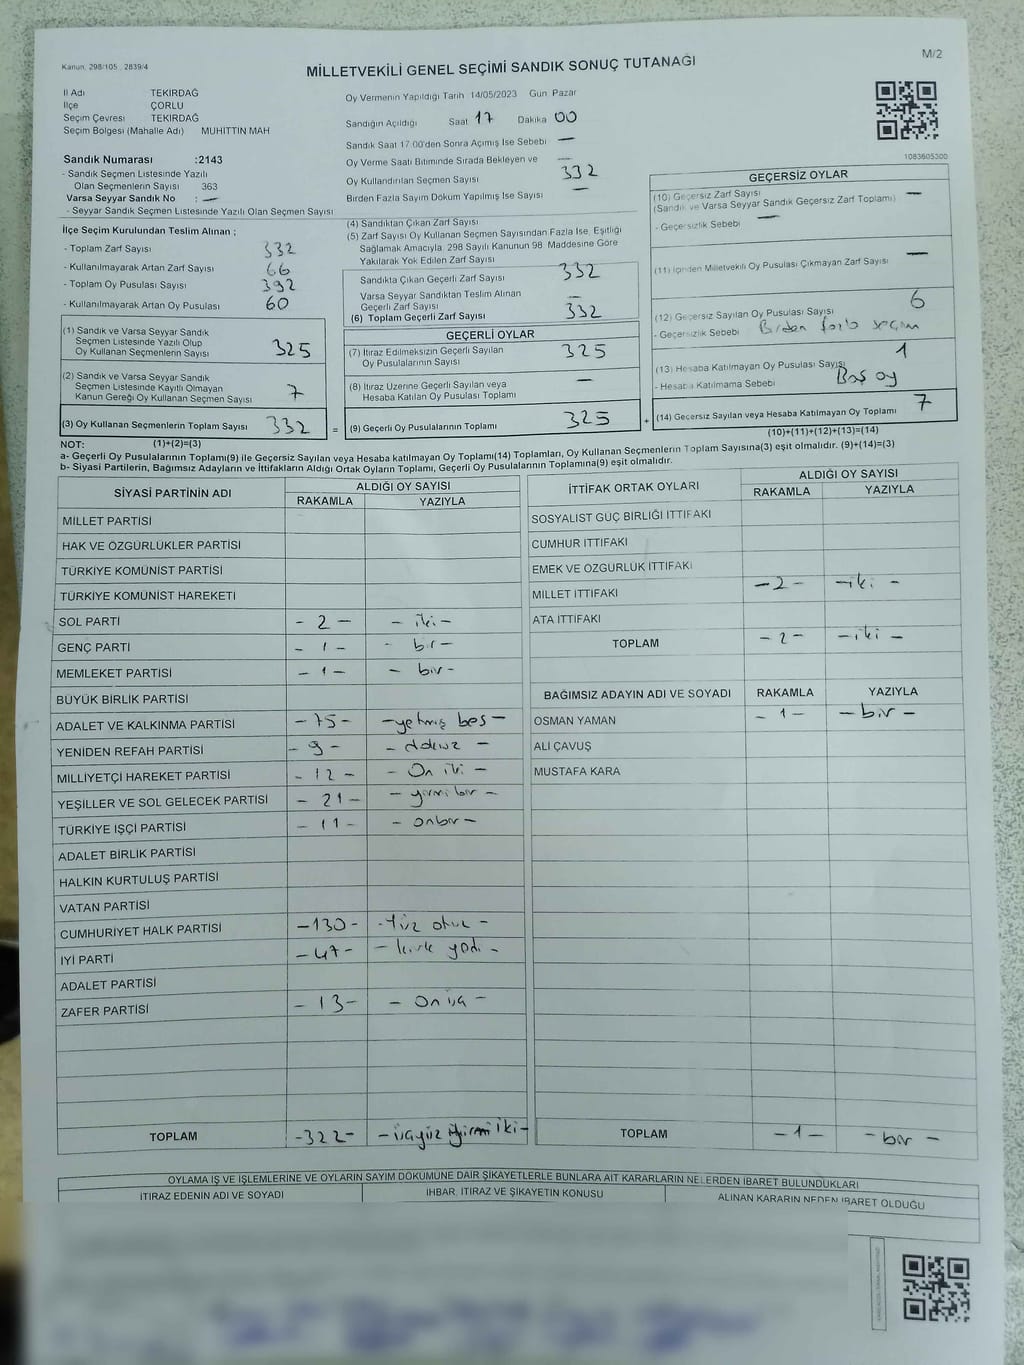 Kanun, 298/105 , 2839/4
M/2
MİLLETVEKİLİ GENEL SEÇİMİ SANDIK SONUÇ TUTANAĞI
İl Adı TEKİRDAĞ
İlçe ÇORLU
Seçim Çevresi TEKİRDAĞ
Seçim Bölgesi (Mahalle Adı) MUHITTIN MAH
Sandık Numarası :2143
- Sandık Seçmen Listesinde Yazılı
Olan Seçmenlerin Sayısı 363
Varsa Seyyar Sandık No : —
- Seyyar Sandık Seçmen Listesinde Yazılı Olan Seçmen Sayısı
Oy Vermenin Yapıldığı Tarih 14/05/2023 Gün Pazar
Sandığın Açıldığı Saat 17 Dakika 00
Sandık Saat 17:00'den Sonra Açımış İse Sebebi —
Oy Verme Saati Bitiminde Sırada Bekleyen ve —
Oy Kullandırılan Seçmen Sayısı 332
Birden Fazla Sayım Döküm Yapılmış İse Sayısı —
1083605300
İlçe Seçim Kurulundan Teslim Alınan ;
- Toplam Zarf Sayısı 332
- Kullanılmayarak Artan Zarf Sayısı 66
- Toplam Oy Pusulası Sayısı 392
- Kullanılmayarak Artan Oy Pusulası 60
(1) Sandık ve Varsa Seyyar Sandık
Seçmen Listesinde Yazılı Olup
Oy Kullanan Seçmenlerin Sayısı 325
(2) Sandık ve Varsa Seyyar Sandık
Seçmen Listesinde Kayıtlı Olmayan
Kanun Gereği Oy Kullanan Seçmen Sayısı 7
(3) Oy Kullanan Seçmenlerin Toplam Sayısı 332 =
(4) Sandıktan Çıkan Zarf Sayısı
(5) Zarf Sayısı Oy Kullanan Seçmen Sayısından Fazla İse, Eşitliği
Sağlamak Amacıyla, 298 Sayılı Kanunun 98. Maddesine Göre
Yakılarak Yok Edilen Zarf Sayısı
Sandıkta Çıkan Geçerli Zarf Sayısı 332
Varsa Seyyar Sandıktan Teslim Alınan
Geçerli Zarf Sayısı —
(6) Toplam Geçerli Zarf Sayısı 332
GEÇERLİ OYLAR
(7) İtiraz Edilmeksizin Geçerli Sayılan
Oy Pusulalarının Sayısı 325
(8) İtiraz Üzerine Geçerli Sayılan veya
Hesaba Katılan Oy Pusulası Toplamı —
(9) Geçerli Oy Pusulalarının Toplamı 325 +
GEÇERSİZ OYLAR
(10) Geçersiz Zarf Sayısı —
(Sandık ve Varsa Seyyar Sandık Geçersiz Zarf Toplamı)
- Geçersizlik Sebebi —
(11) İçinden Milletvekili Oy Pusulası Çıkmayan Zarf Sayısı —
(12) Geçersiz Sayılan Oy Pusulası Sayısı 6
- Geçersizlik Sebebi Birden fazla seçim
(13) Hesaba Katılmayan Oy Pusulası Sayısı 1
- Hesaba Katılmama Sebebi Boş oy
(14) Geçersiz Sayılan veya Hesaba Katılmayan Oy Toplamı 7
NOT: (1)+(2)=(3) (10)+(11)+(12)+(13)=(14)
a- Geçerli Oy Pusulalarının Toplamı(9) ile Geçersiz Sayılan veya Hesaba katılmayan Oy Toplamı(14) Toplamları, Oy Kullanan Seçmenlerin Toplam Sayısına(3) eşit olmalıdır. (9)+(14)=(3)
b- Siyasi Partilerin, Bağımsız Adayların ve İttifakların Aldığı Ortak Oyların Toplamı, Geçerli Oy Pusulalarının Toplamına(9) eşit olmalıdır.
SİYASİ PARTİNİN ADI ALDIĞI OY SAYISI
RAKAMLA YAZIYLA
MİLLET PARTİSİ
HAK VE ÖZGÜRLÜKLER PARTİSİ
TÜRKİYE KOMÜNİST PARTİSİ
TÜRKİYE KOMÜNİST HAREKETİ
SOL PARTİ - 2 - - iki -
GENÇ PARTİ - 1 - - bir -
MEMLEKET PARTİSİ - 1 - - bir -
BÜYÜK BİRLİK PARTİSİ
ADALET VE KALKINMA PARTİSİ -75- -yetmiş beş-
YENİDEN REFAH PARTİSİ - 9 - - dokuz -
MİLLİYETÇİ HAREKET PARTİSİ - 12 - - On iki -
YEŞİLLER VE SOL GELECEK PARTİSİ - 21 - - yirmi bir -
TÜRKİYE İŞÇİ PARTİSİ - 11 - - onbir -
ADALET BİRLİK PARTİSİ
HALKIN KURTULUŞ PARTİSİ
VATAN PARTİSİ
CUMHURİYET HALK PARTİSİ -130- -Yüz otuz -
İYİ PARTİ -47- - kırk yedi -
ADALET PARTİSİ
ZAFER PARTİSİ - 13 - - On üç -
TOPLAM -322- -üçyüz yirmi iki-
İTTİFAK ORTAK OYLARI ALDIĞI OY SAYISI
RAKAMLA YAZIYLA
SOSYALİST GÜÇ BİRLİĞİ İTTİFAKI
CUMHUR İTTİFAKI
EMEK VE ÖZGÜRLÜK İTTİFAKI
MİLLET İTTİFAKI -2- -iki -
ATA İTTİFAKI
TOPLAM -2- -iki -
BAĞIMSIZ ADAYIN ADI VE SOYADI RAKAMLA YAZIYLA
OSMAN YAMAN - 1 - - bir -
ALİ ÇAVUŞ
MUSTAFA KARA
TOPLAM -1- - bir -
OYLAMA İŞ VE İŞLEMLERİNE VE OYLARIN SAYIM DÖKÜMÜNE DAİR ŞİKAYETLERLE BUNLARA AİT KARARLARIN NELERDEN İBARET BULUNDUKLARI
İTİRAZ EDENİN ADI VE SOYADI İHBAR, İTİRAZ VE ŞİKAYETİN KONUSU ALINAN KARARIN NEDEN İBARET OLDUĞU